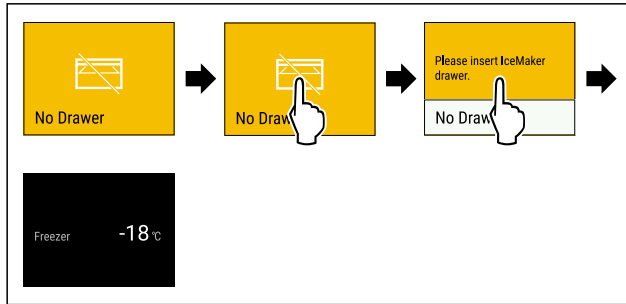 No Drawer
No Draw
Please insert IceMaker
drawer.
No Draw
Freezer -18 °C